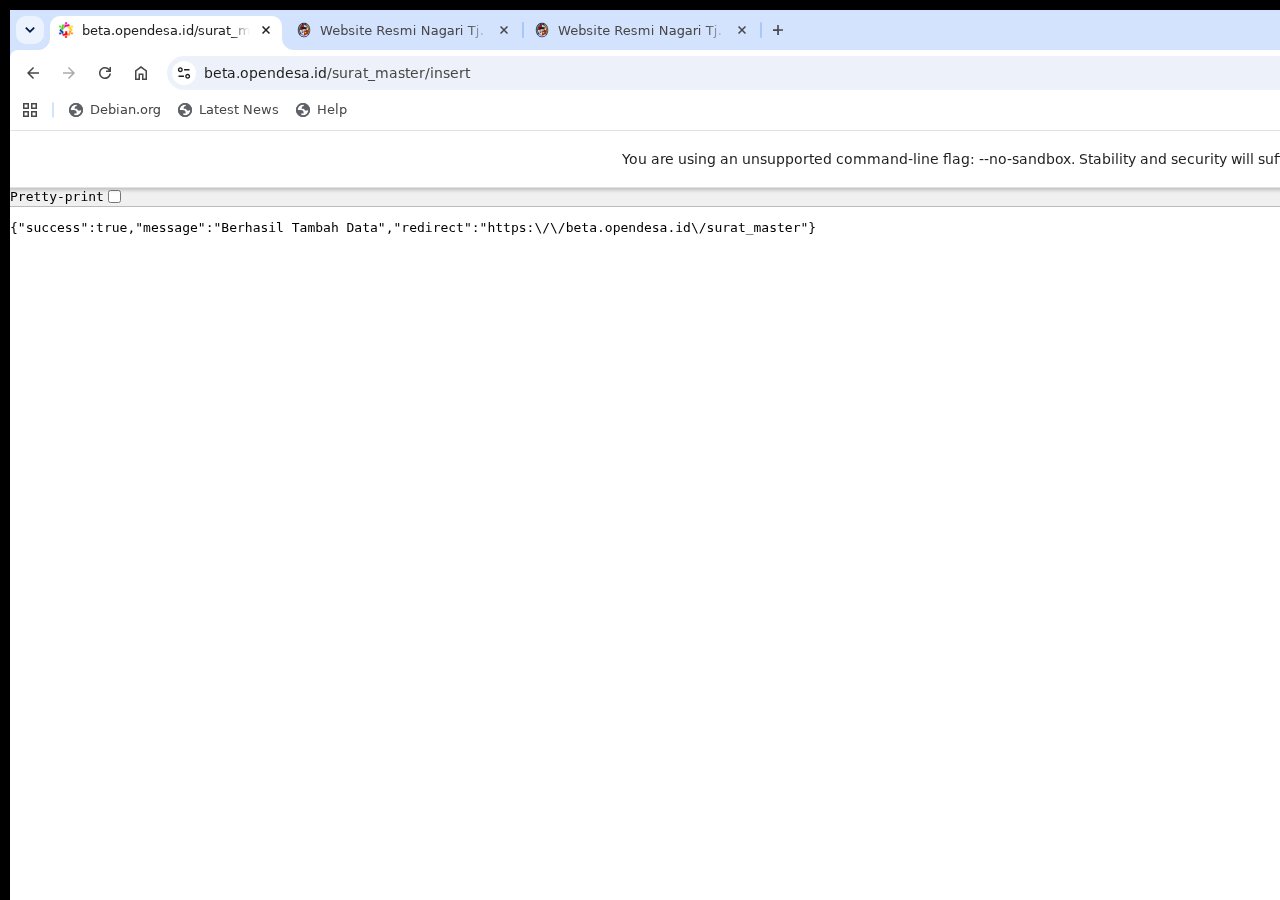 beta.opendesa.id/surat_m
Website Resmi Nagari Tj.
Website Resmi Nagari Tj.
beta.opendesa.id/surat_master/insert
Debian.org
Latest News
Help
You are using an unsupported command-line flag: --no-sandbox. Stability and security will suf
Pretty-print
{"success":true,"message":"Berhasil Tambah Data","redirect":"https:\/\/beta.opendesa.id\/surat_master"}